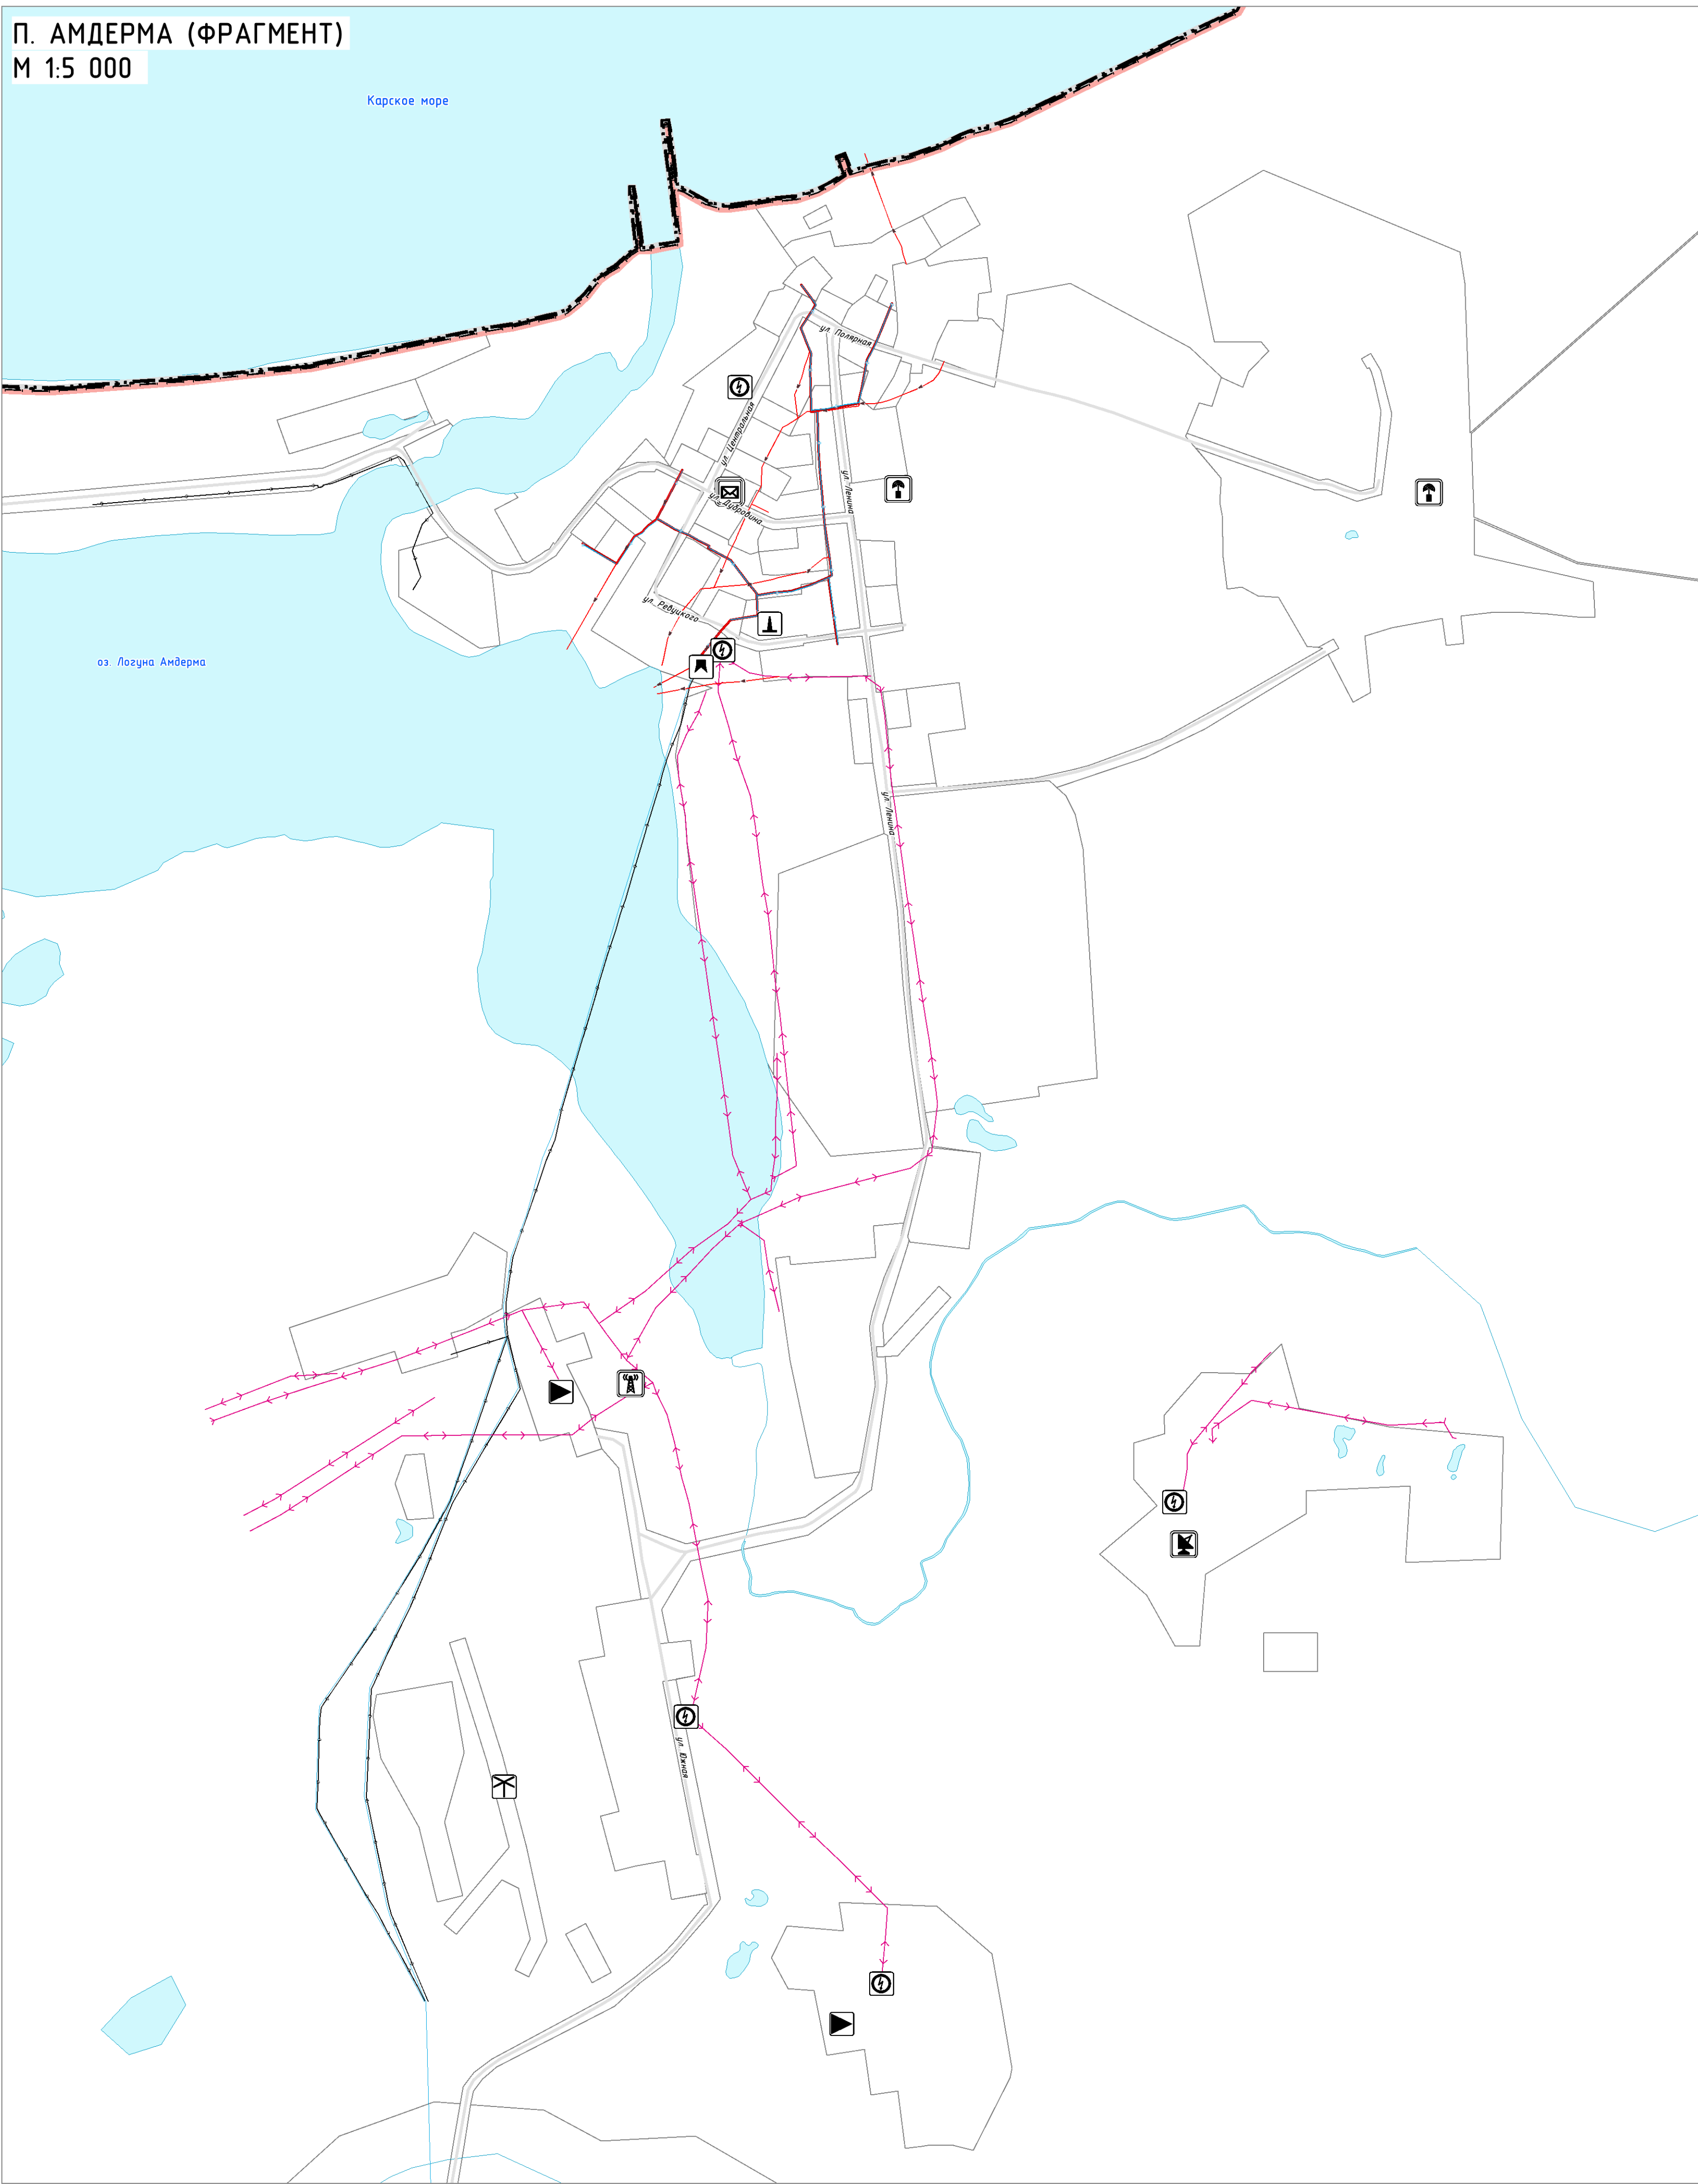 П. АМДЕРМА (ФРАГМЕНТ)
М 1:5 000
Карское море
ул. Полярная
ул. Центральная
ул. Ленина
ул. Дубровина
ул. Ревуцкого
оз. Логуна Амдерма
ул. Ленина
ул. Южная